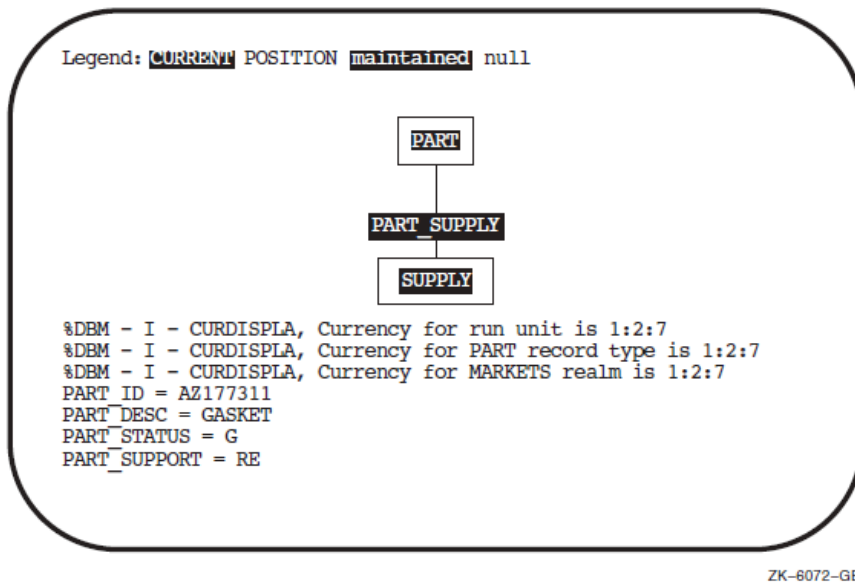 Legend: CURRENT POSITION maintained null
PART
PART_SUPPLY
SUPPLY
%DBM - I - CURDISPLA, Currency for run unit is 1:2:7
%DBM - I - CURDISPLA, Currency for PART record type is 1:2:7
%DBM - I - CURDISPLA, Currency for MARKETS realm is 1:2:7
PART_ID = AZ177311
PART_DESC = GASKET
PART_STATUS = G
PART_SUPPORT = RE